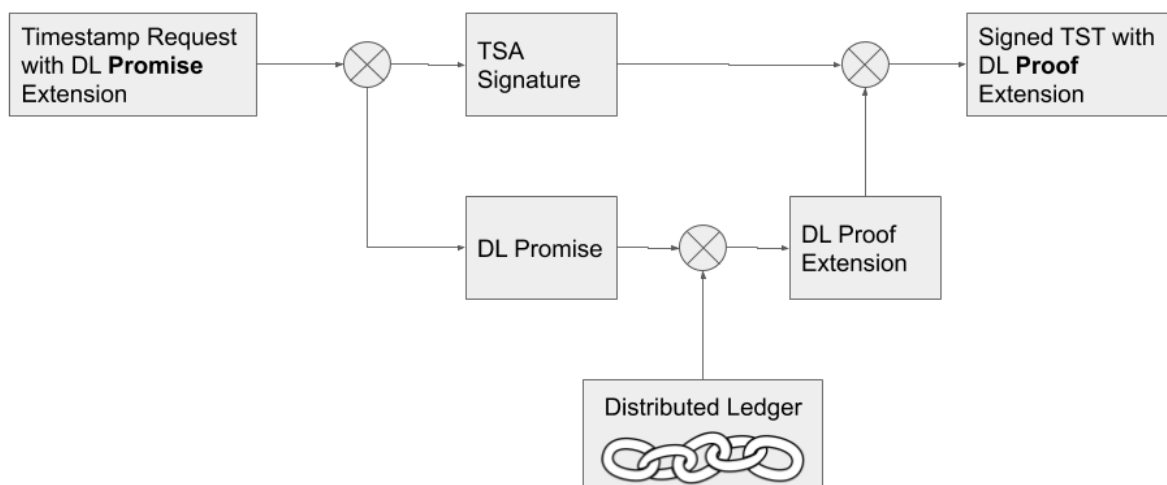 Timestamp Request
with DL Promise
Extension
TSA
Signature
Signed TST with
DL Proof
Extension
DL Promise
DL Proof
Extension
Distributed Ledger